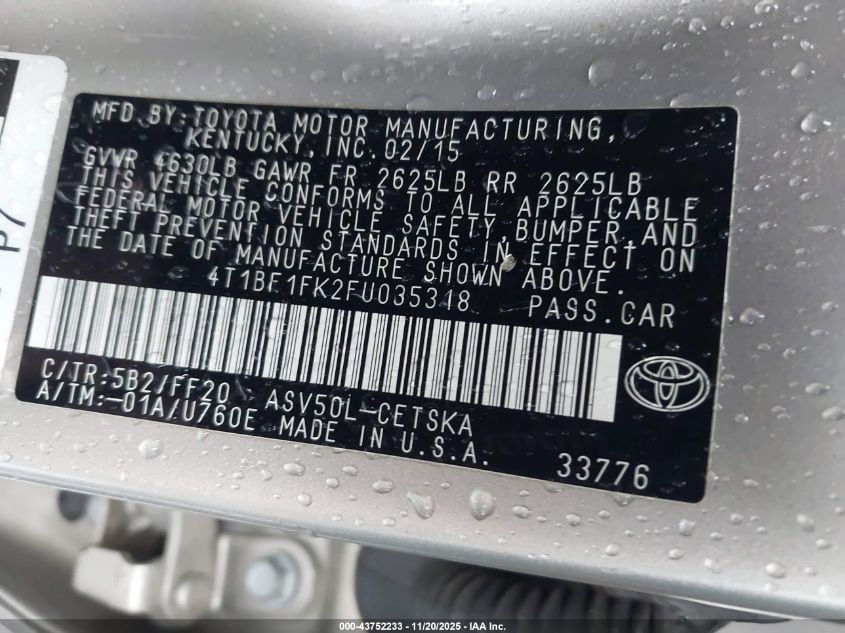 MFD BY:TOYOTA MOTOR MANUFACTURING,
KENTUCKY,INC. 02/15
GVWR 4630LB GAWR FR 2625LB RR 2625LB
THIS VEHICLE CONFORMS TO ALL APPLICABLE
FEDERAL MOTOR VEHICLE SAFETY,BUMPER,AND
THEFT PREVENTION STANDARDS IN EFFECT ON
THE DATE OF MANUFACTURE SHOWN ABOVE.
4T1BF1FK2FU035318 PASS.CAR
C/TR:5B2/FF20 ASV50L-CETSKA
A/TM:-01A/U760E MADE IN U.S.A.
33776
000-43752233 - 11/20/2025 - IAA Inc.